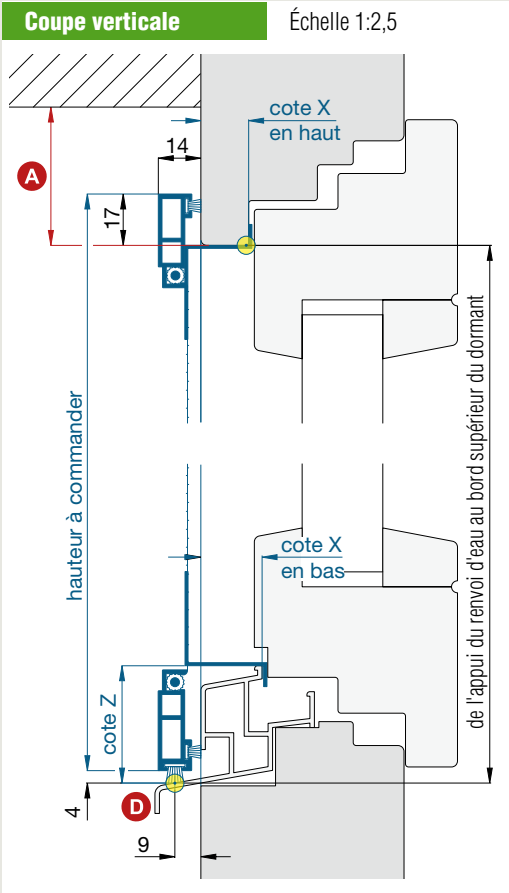 Coupe verticale
Échelle 1:2,5
cote X
en haut
14
A
17
hauteur à commander
de l'appui du renvoi d'eau au bord supérieur du dormant
cote X
en bas
cote Z
D
4
9